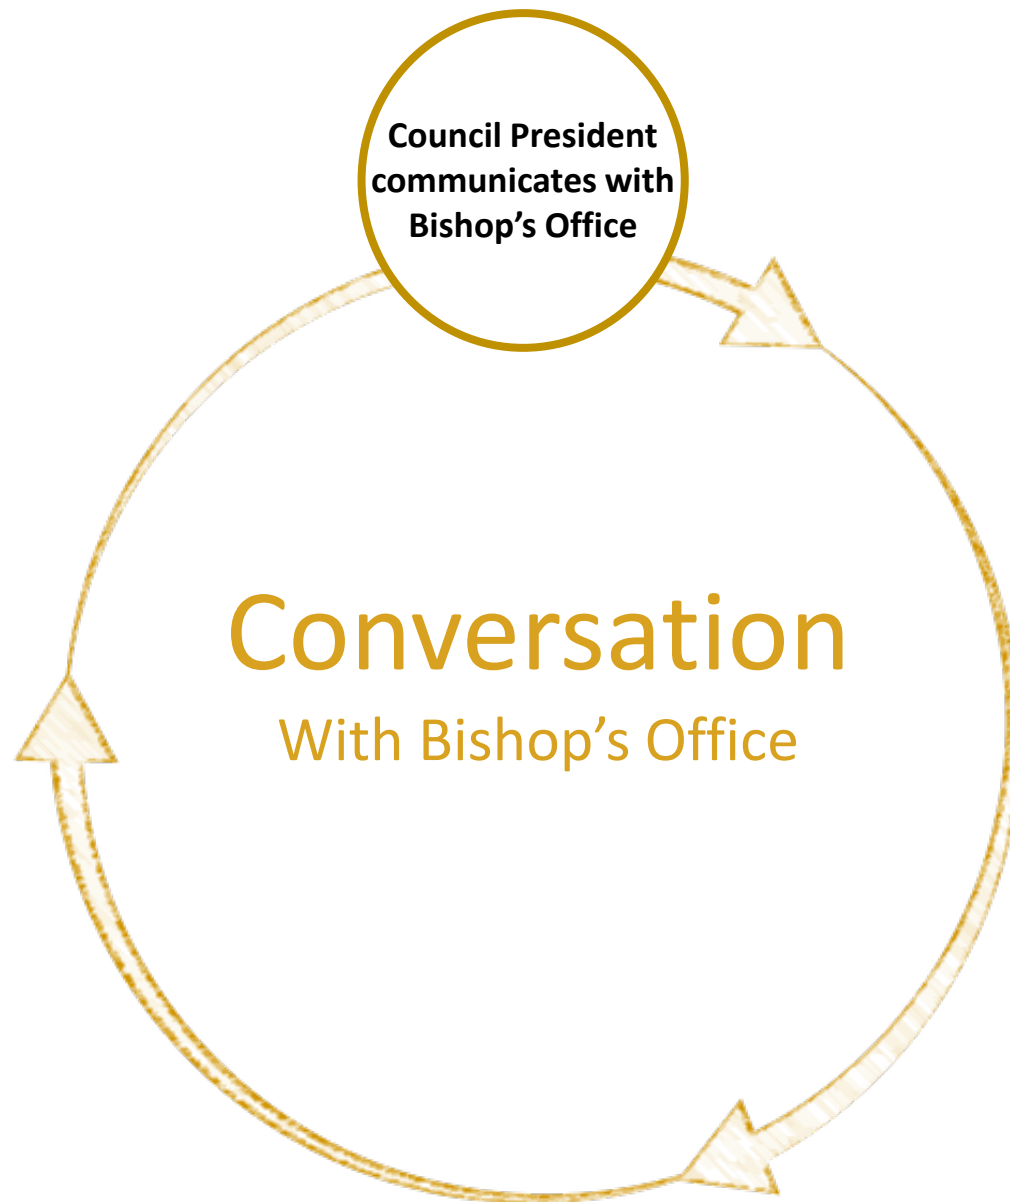 Council President
communicates with
Bishop’s Office
Conversation
With Bishop’s Office